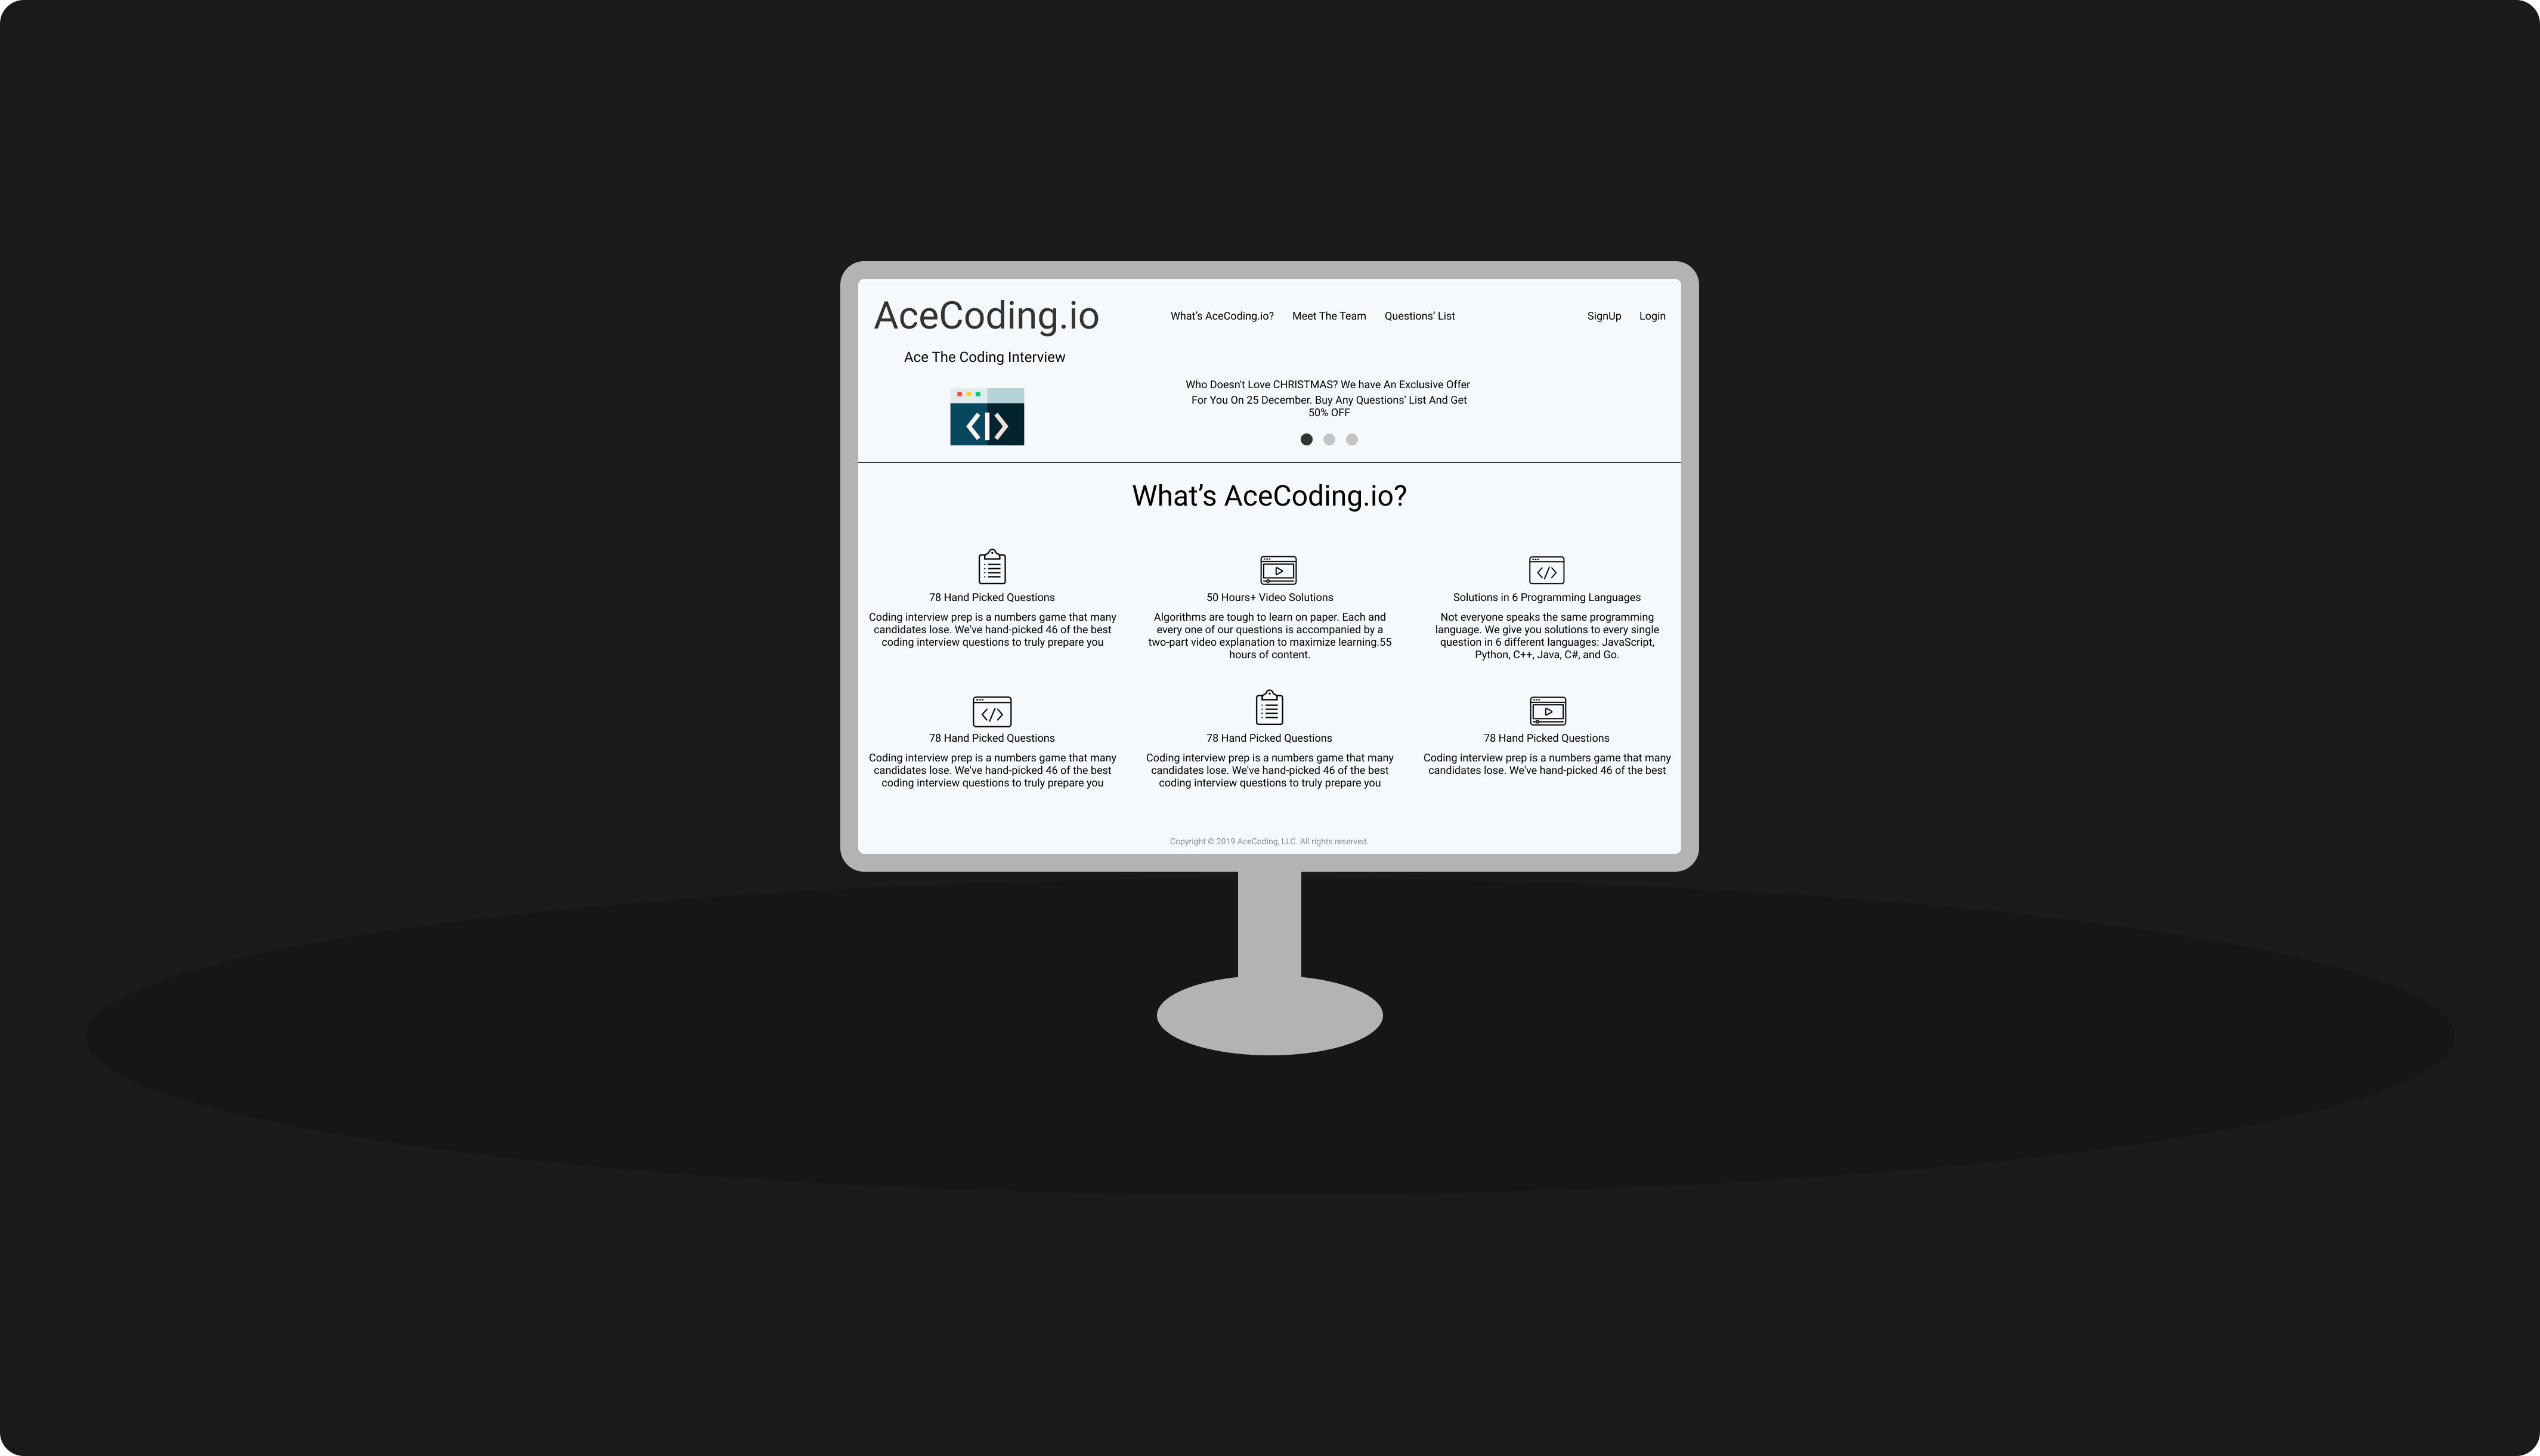 AceCoding.io
What’s AceCoding.io? Meet The Team Questions’ List
SignUp Login
Ace The Coding Interview
Who Doesn't Love CHRISTMAS? We have An Exclusive Offer
For You On 25 December. Buy Any Questions' List And Get
50% OFF
What’s AceCoding.io?
78 Hand Picked Questions
Coding interview prep is a numbers game that many
candidates lose. We've hand-picked 46 of the best
coding interview questions to truly prepare you
50 Hours+ Video Solutions
Algorithms are tough to learn on paper. Each and
every one of our questions is accompanied by a
two-part video explanation to maximize learning.55
hours of content.
Solutions in 6 Programming Languages
Not everyone speaks the same programming
language. We give you solutions to every single
question in 6 different languages: JavaScript,
Python, C++, Java, C#, and Go.
78 Hand Picked Questions
Coding interview prep is a numbers game that many
candidates lose. We've hand-picked 46 of the best
coding interview questions to truly prepare you
78 Hand Picked Questions
Coding interview prep is a numbers game that many
candidates lose. We've hand-picked 46 of the best
coding interview questions to truly prepare you
78 Hand Picked Questions
Coding interview prep is a numbers game that many
candidates lose. We've hand-picked 46 of the best
Copyright © 2019 AceCoding, LLC. All rights reserved.